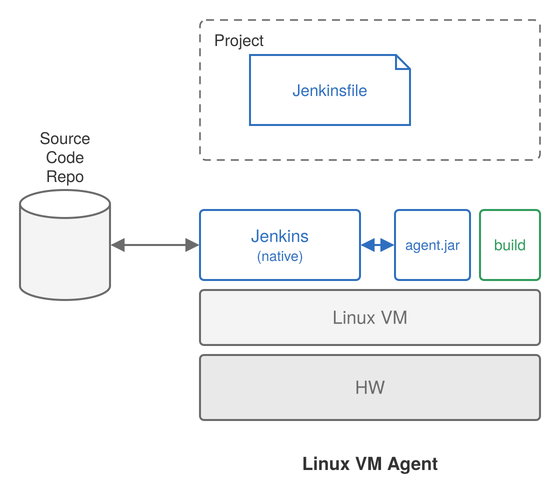 Project
Jenkinsfile
Source
Code
Repo
Jenkins
(native)
agent.jar
build
Linux VM
HW
Linux VM Agent